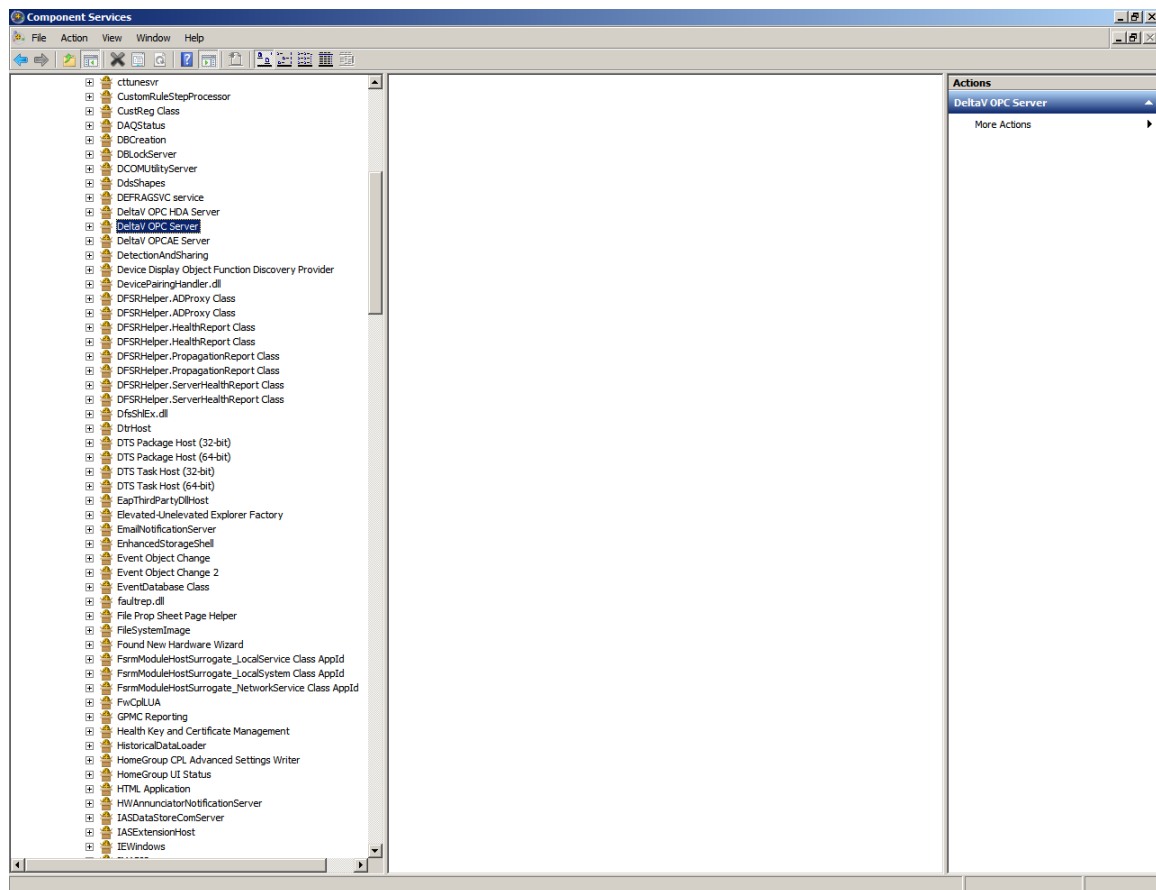 Component Services
File Action View Window Help
cttunesvr
CustomRuleStepProcessor
CustReg Class
DAQStatus
DBCreation
DBLockServer
DCOMUtilityServer
DdsShapes
DEFRAGSVC service
DeltaV OPC HDA Server
DeltaV OPC Server
DeltaV OPCAE Server
DetectionAndSharing
Device Display Object Function Discovery Provider
DevicePairingHandler.dll
DFSRHelper.ADProxy Class
DFSRHelper.ADProxy Class
DFSRHelper.HealthReport Class
DFSRHelper.HealthReport Class
DFSRHelper.PropagationReport Class
DFSRHelper.PropagationReport Class
DFSRHelper.ServerHealthReport Class
DFSRHelper.ServerHealthReport Class
DfsShlEx.dll
DtrHost
DTS Package Host (32-bit)
DTS Package Host (64-bit)
DTS Task Host (32-bit)
DTS Task Host (64-bit)
EapThirdPartyDllHost
Elevated-Unelevated Explorer Factory
EmailNotificationServer
EnhancedStorageShell
Event Object Change
Event Object Change 2
EventDatabase Class
faultrep.dll
File Prop Sheet Page Helper
FileSystemImage
Found New Hardware Wizard
FsrmModuleHostSurrogate_LocalService Class AppId
FsrmModuleHostSurrogate_LocalSystem Class AppId
FsrmModuleHostSurrogate_NetworkService Class AppId
FwCplLUA
GPMC Reporting
Health Key and Certificate Management
HistoricalDataLoader
HomeGroup CPL Advanced Settings Writer
HomeGroup UI Status
HTML Application
HWAnnunciatorNotificationServer
IASDataStoreComServer
IASExtensionHost
IEWindows
Actions
DeltaV OPC Server
More Actions